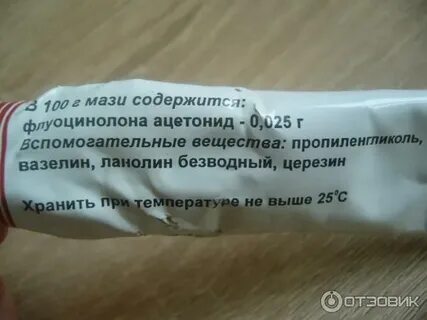 В 100 г мази содержится:
флуоцинолона ацетонид - 0,025 г
Вспомогательные вещества: пропиленгликоль,
вазелин, ланолин безводный, церезин
Хранить при температуре не выше 25°С
ОТЗОВИК